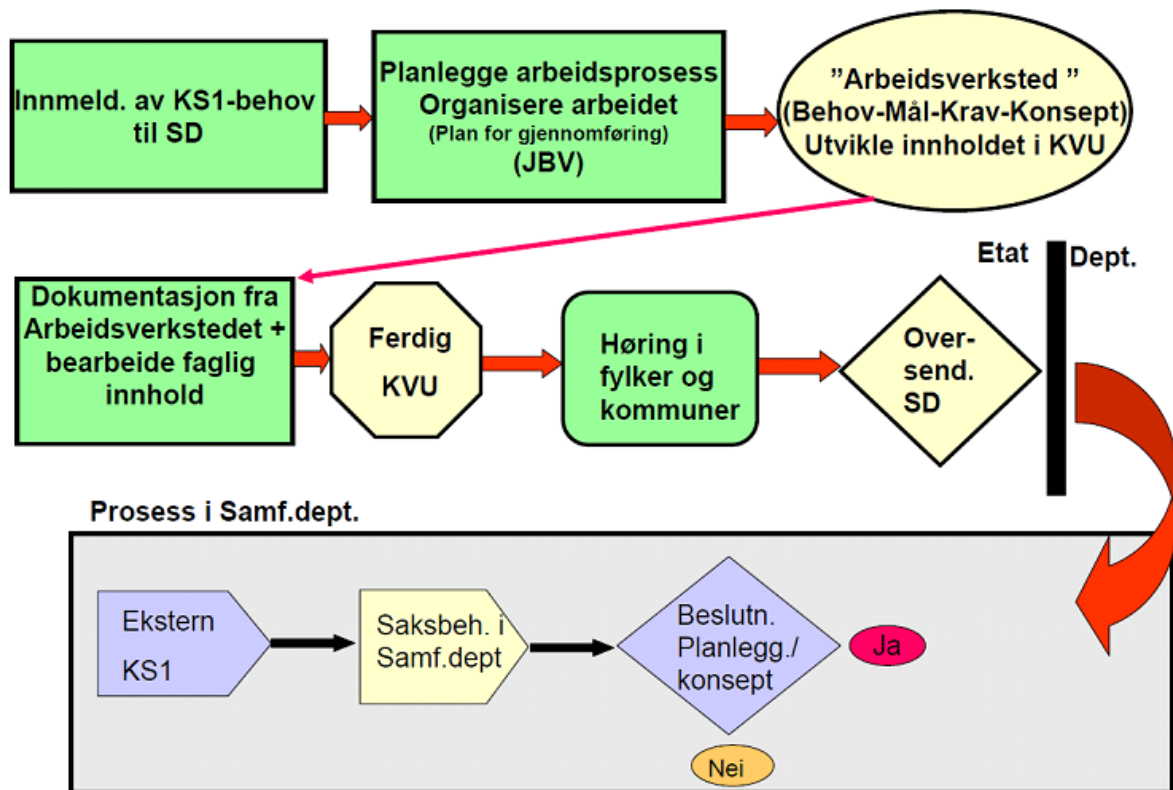 Innmeld. av KS1-behov
til SD
Planlegge arbeidsprosess
Organisere arbeidet
(Plan for gjennomføring)
(JBV)
”Arbeidsverksted ”
(Behov-Mål-Krav-Konsept)
Utvikle innholdet i KVU
Etat
Dept.
Dokumentasjon fra
Arbeidsverkstedet +
bearbeide faglig
innhold
Ferdig
KVU
Høring i
fylker og
kommuner
Over-
send.
SD
Prosess i Samf.dept.
Ekstern
KS1
Saksbeh. i
Samf.dept
Beslutn.
Planlegg./
konsept
Ja
Nei